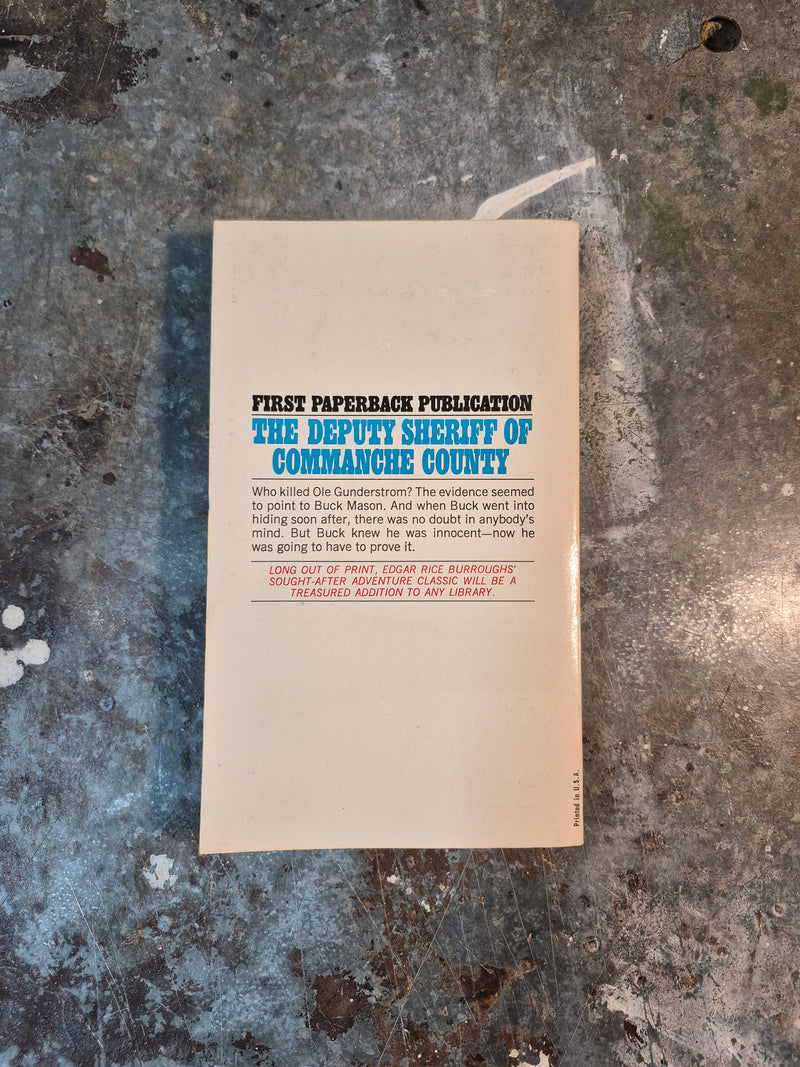 FIRST PAPERBACK PUBLICATION
THE DEPUTY SHERIFF OF
COMMANCHE COUNTY
Who killed Ole Gunderstrom? The evidence seemed
to point to Buck Mason. And when Buck went into
hiding soon after, there was no doubt in anybody's
mind. But Buck knew he was innocent—now he
was going to have to prove it.
LONG OUT OF PRINT, EDGAR RICE BURROUGHS'
SOUGHT-AFTER ADVENTURE CLASSIC WILL BE A
TREASURED ADDITION TO ANY LIBRARY.
Printed in U.S.A.